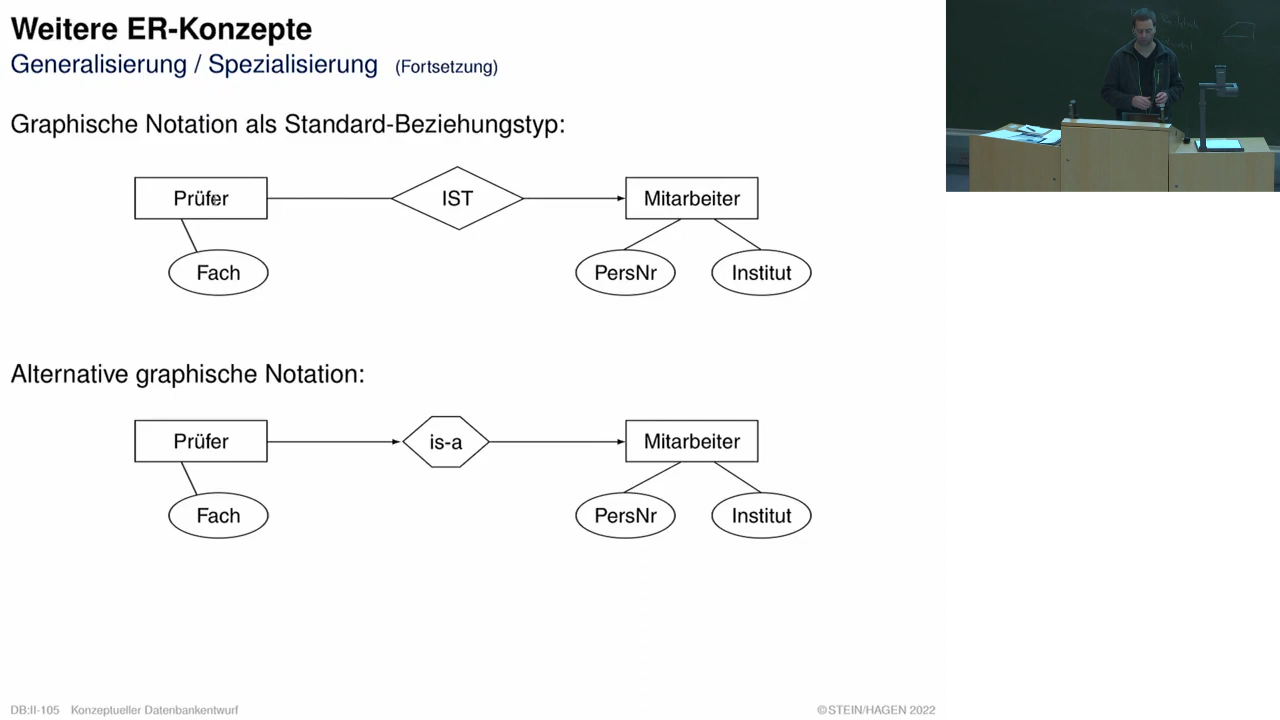 Weitere ER-Konzepte
Generalisierung / Spezialisierung (Fortsetzung)
Graphische Notation als Standard-Beziehungstyp:
Prüfer IST Mitarbeiter
Fach PersNr Institut
Alternative graphische Notation:
Prüfer is-a Mitarbeiter
Fach PersNr Institut
DB:II-105 Konzeptueller Datenbankentwurf ©STEIN/HAGEN 2022